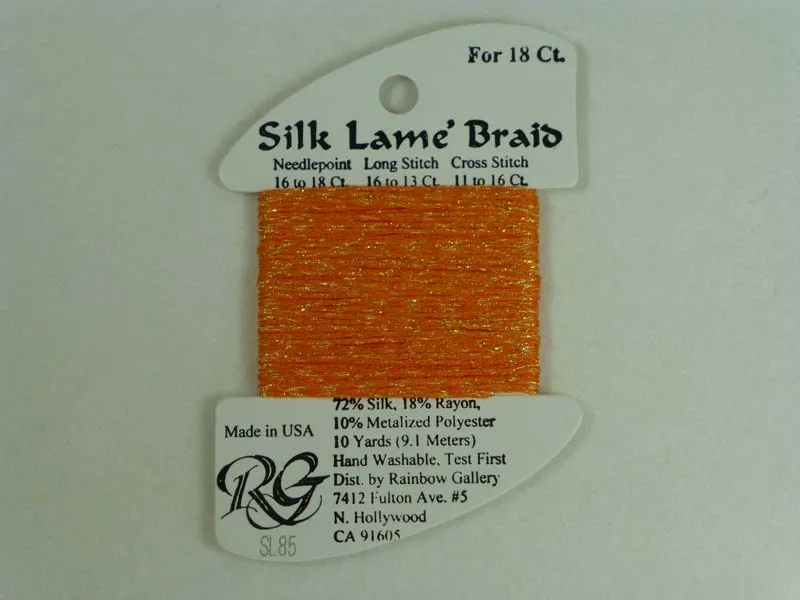 For 18 Ct.
Silk Lame' Braid
Needlepoint Long Stitch Cross Stitch
16 to 18 Ct. 16 to 13 Ct. 11 to 16 Ct.
72% Silk, 18% Rayon,
10% Metalized Polyester
Made in USA
10 Yards (9.1 Meters)
Hand Washable, Test First
Dist. by Rainbow Gallery
RG
7412 Fulton Ave. #5
N. Hollywood
CA 91605
SL85